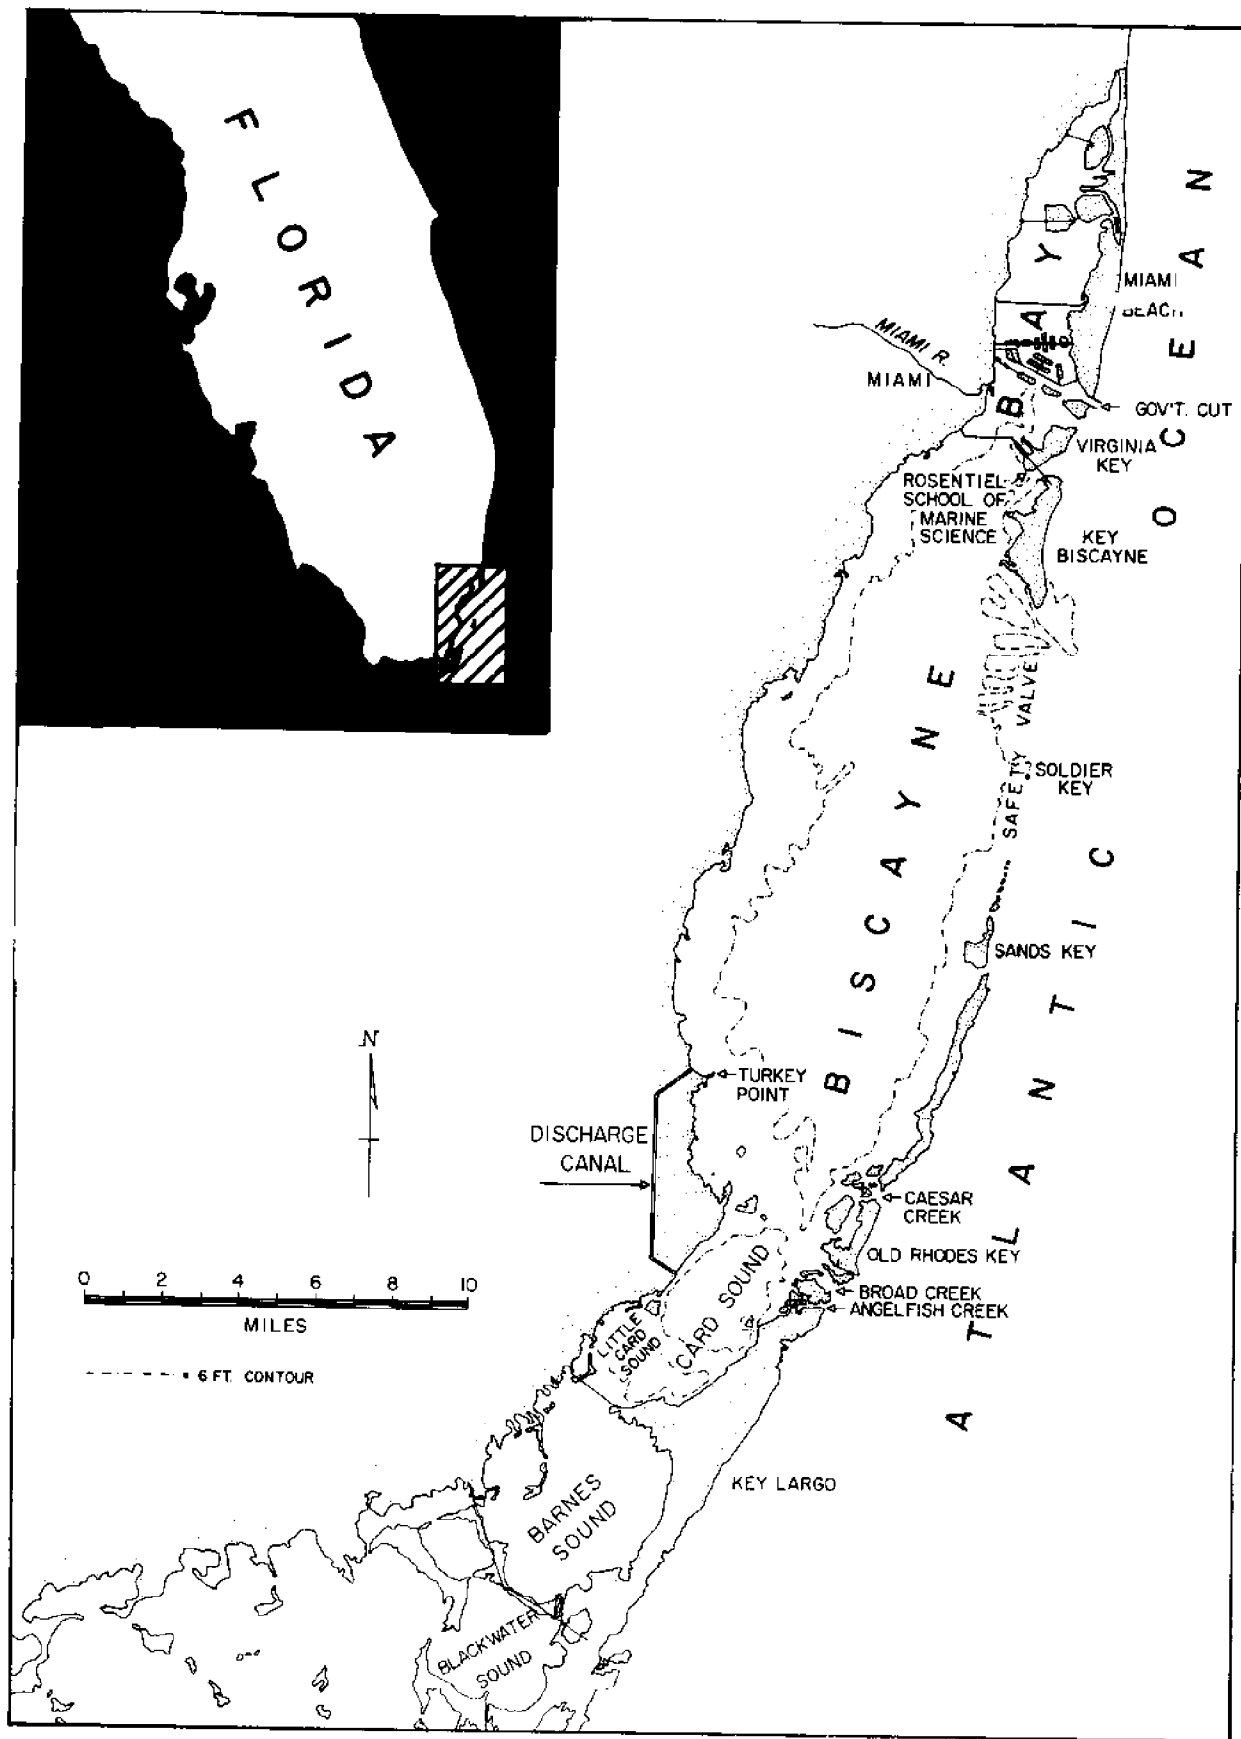 FLORIDA
MIAMI
BEACH
MIAMI R.
MIAMI
GOV'T. CUT
VIRGINIA
KEY
ROSENTIEL
SCHOOL OF
MARINE
SCIENCE
KEY
BISCAYNE
SAFETY VALVE
SOLDIER
KEY
BISCAYNE BAY
ATLANTIC OCEAN
SANDS KEY
N
TURKEY
POINT
DISCHARGE
CANAL
CAESAR
CREEK
OLD RHODES KEY
BROAD CREEK
ANGELFISH CREEK
0 2 4 6 8 10
MILES
6 FT. CONTOUR
CARD SOUND
LITTLE
CARD
SOUND
KEY LARGO
BARNES
SOUND
BLACKWATER
SOUND